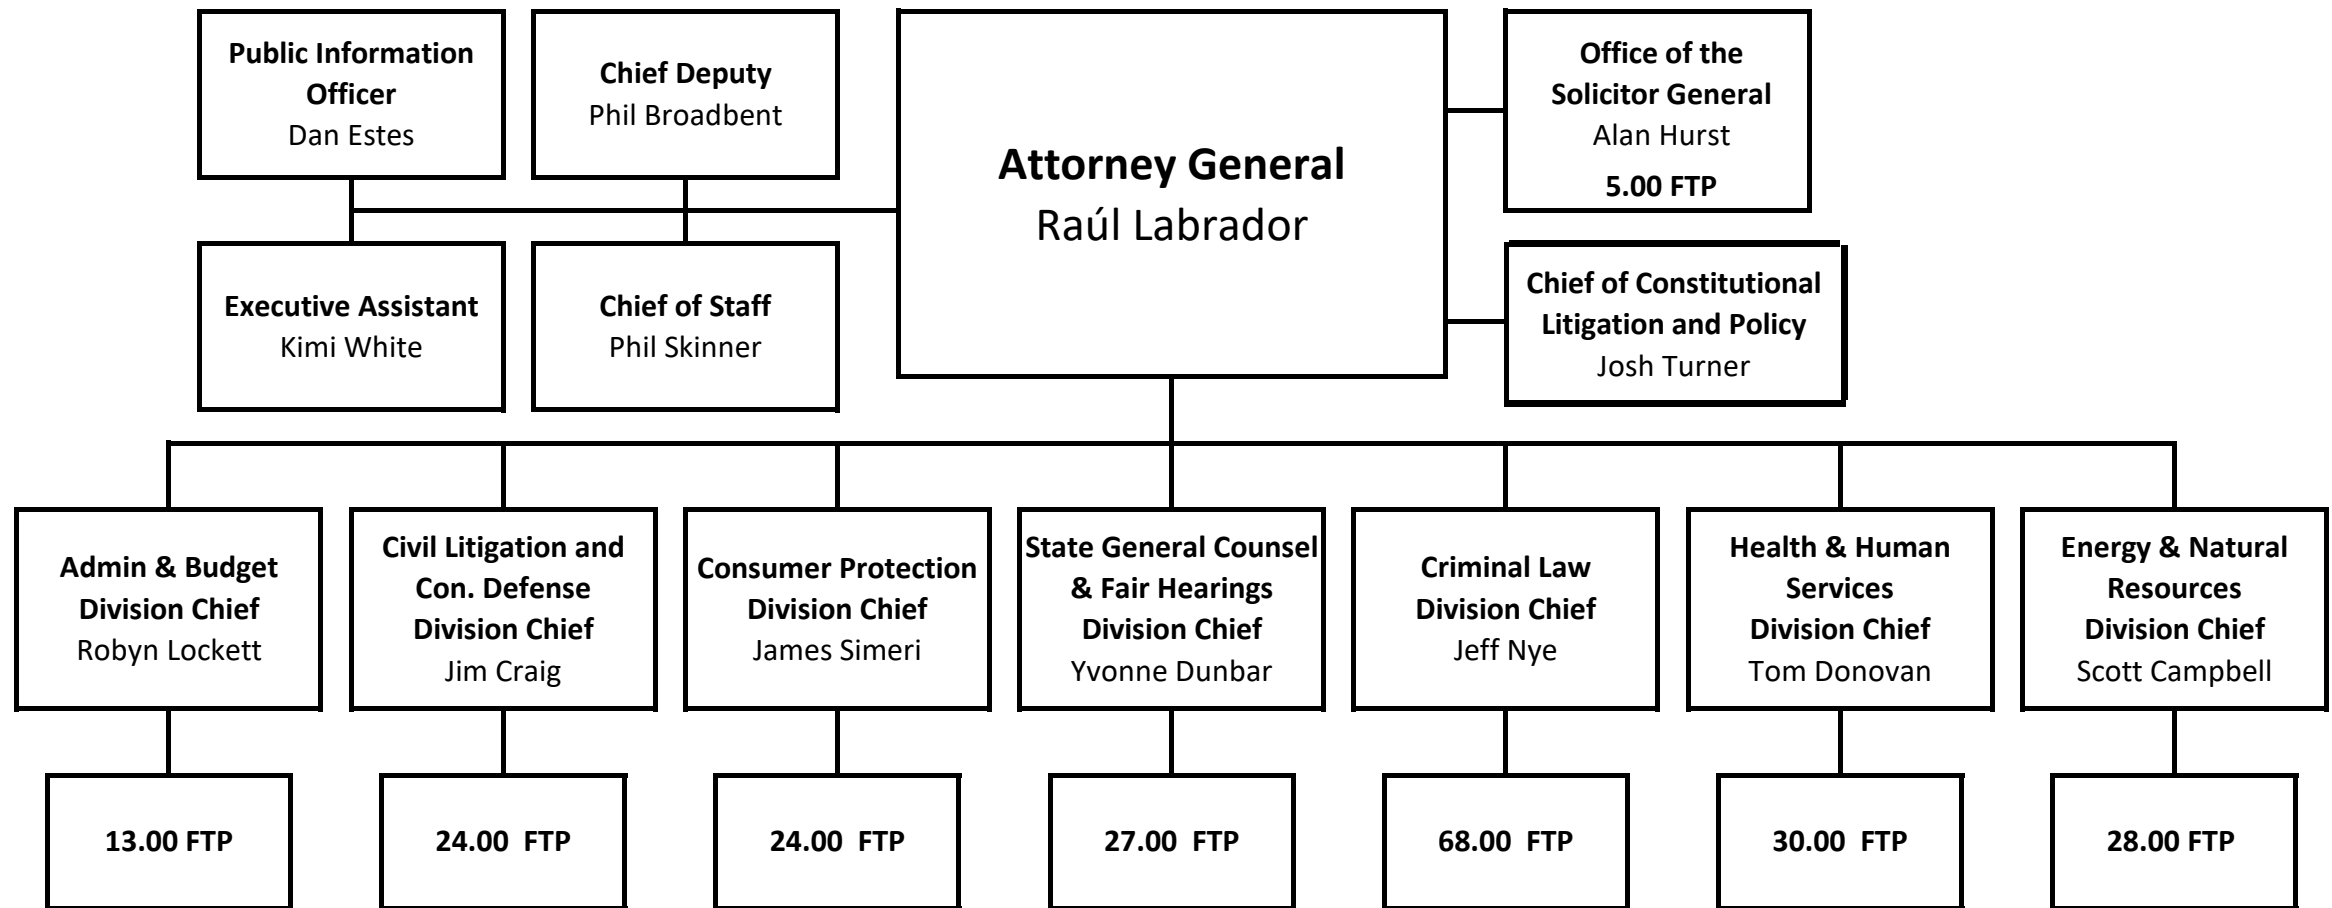 Public Information
Officer
Dan Estes
Chief Deputy
Phil Broadbent
Attorney General
Raúl Labrador
Office of the
Solicitor General
Alan Hurst
5.00 FTP
Executive Assistant
Kimi White
Chief of Staff
Phil Skinner
Chief of Constitutional
Litigation and Policy
Josh Turner
Admin & Budget
Division Chief
Robyn Lockett
Civil Litigation and
Con. Defense
Division Chief
Jim Craig
Consumer Protection
Division Chief
James Simeri
State General Counsel
& Fair Hearings
Division Chief
Yvonne Dunbar
Criminal Law
Division Chief
Jeff Nye
Health & Human
Services
Division Chief
Tom Donovan
Energy & Natural
Resources
Division Chief
Scott Campbell
13.00 FTP
24.00 FTP
24.00 FTP
27.00 FTP
68.00 FTP
30.00 FTP
28.00 FTP